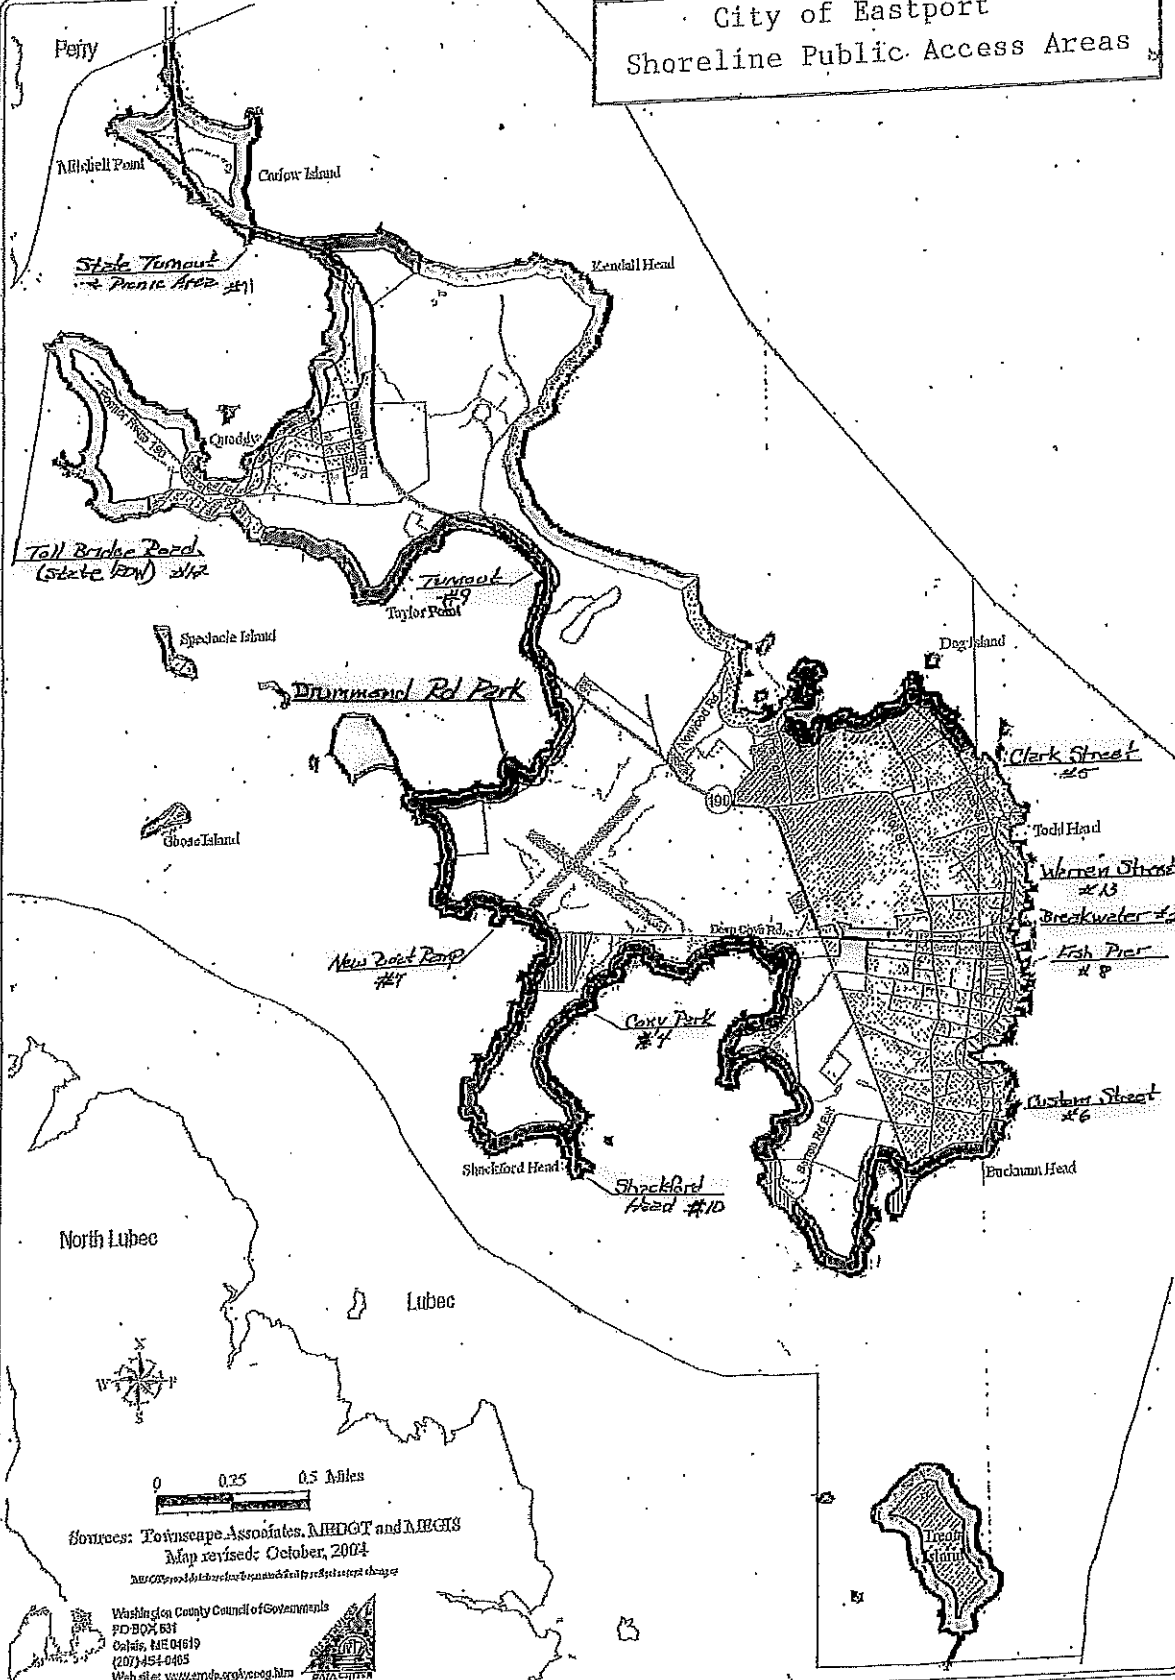 City of Eastport
Shoreline Public Access Areas
Perry
Mitchell Point
Carlow Island
State Turnout
Picnic Area #11
Kendall Head
Quoddy
Toll Bridge Road
(State ROW) #12
Turnout
#9
Taylor Point
Spectacle Island
Dog Island
Drummond Rd Park
Clark Street
#5
190
Todd Head
Goose Island
Warren Street
#13
Breakwater
Deep Cove Rd
Fish Pier
#8
New Boat Ramp
#7
Cony Park
#4
Custom Street
#6
Shackford Head
Shackford
Head #10
Buckman Head
North Lubec
Lubec
N
W
S
0 0.25 0.5 Miles
Sources: Townscape Associates, MEDOT and MEGIS
Map revised: October, 2004
Treat
Island
Washington County Council of Governments
PO BOX 631
Calais, ME 04619
(207)454-0465